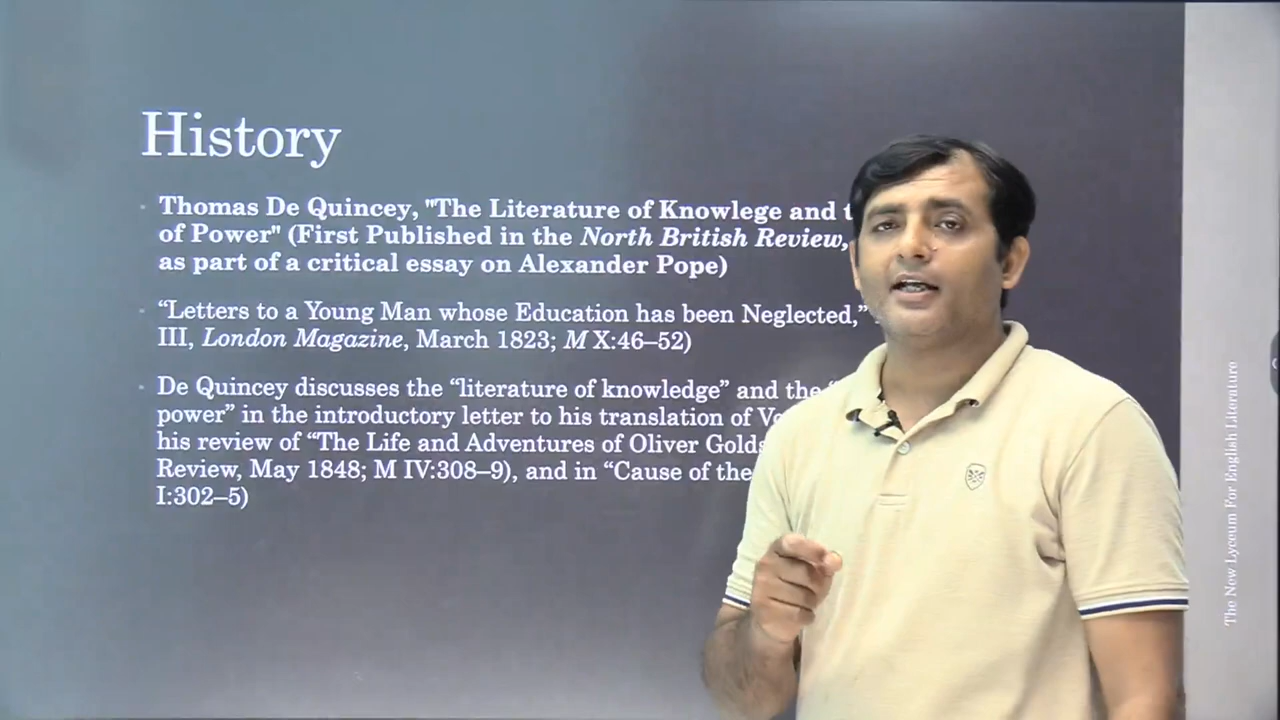 History
Thomas De Quincey, "The Literature of Knowlege and
of Power" (First Published in the North British Review,
as part of a critical essay on Alexander Pope)
“Letters to a Young Man whose Education has been Neglected,”
III, London Magazine, March 1823; M X:46–52)
De Quincey discusses the “literature of knowledge” and the
power” in the introductory letter to his translation of
his review of “The Life and Adventures of Oliver
Review, May 1848; M IV:308–9), and in “Cause of the
I:302–5)
The New Lyceum For English Literature